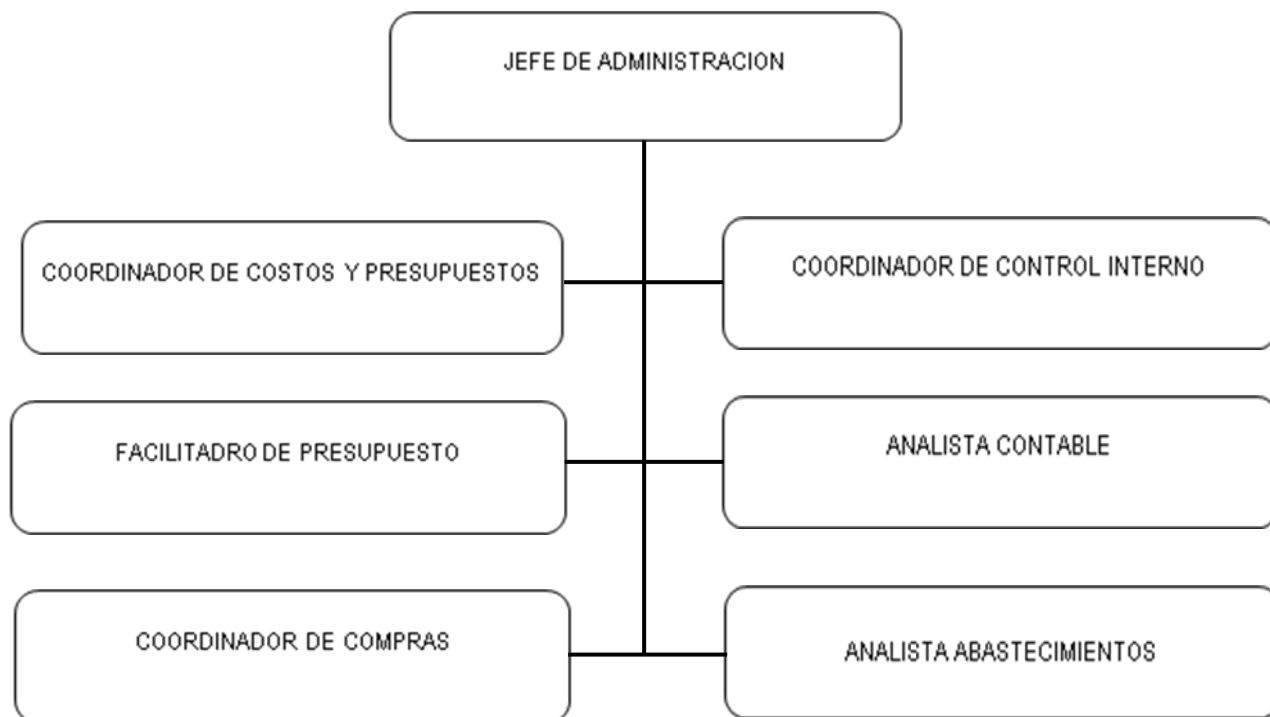 JEFE DE ADMINISTRACION
COORDINADOR DE COSTOS Y PRESUPUESTOS
COORDINADOR DE CONTROL INTERNO
FACILITADRO DE PRESUPUESTO
ANALISTA CONTABLE
COORDINADOR DE COMPRAS
ANALISTA ABASTECIMIENTOS